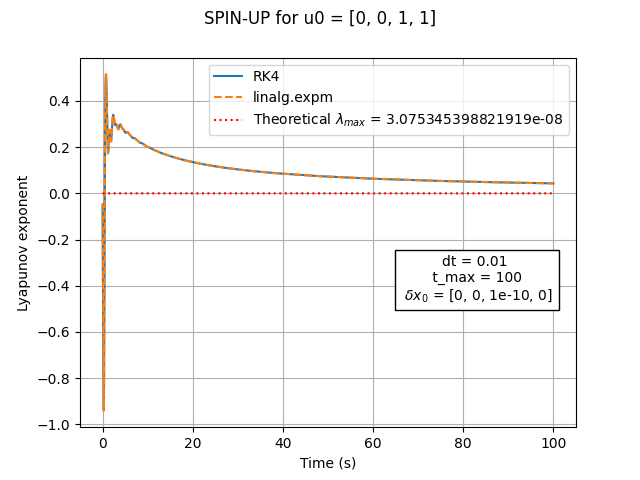 SPIN-UP for u0 = [0, 0, 1, 1]
RK4
linalg.expm
Theoretical λ_max = 3.075345398821919e-08
0.4
0.2
0.0
−0.2
−0.4
−0.6
−0.8
−1.0
Lyapunov exponent
dt = 0.01
t_max = 100
δx₀ = [0, 0, 1e-10, 0]
0 20 40 60 80 100
Time (s)